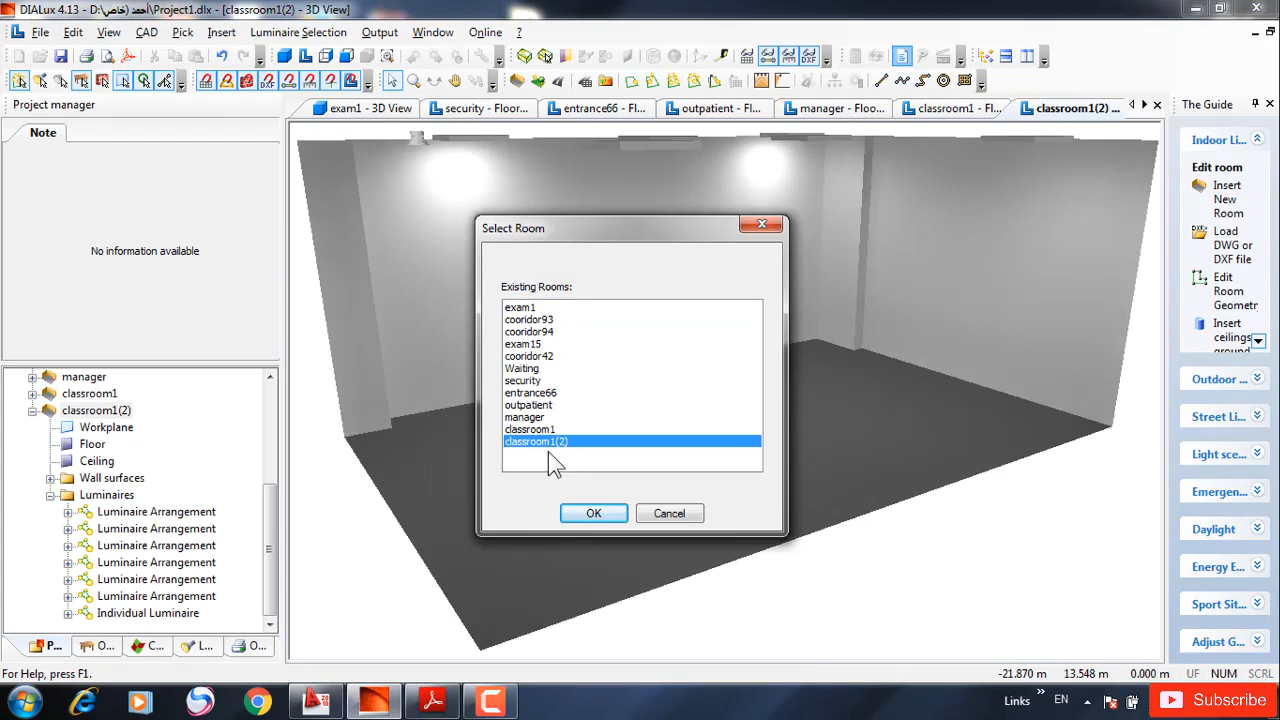 DIALux 4.13 - D:\أحمد (خاص)\Project1.dlx - [classroom1(2) - 3D View]
File Edit View CAD Pick Insert Luminaire Selection Output Window Online ?
Project manager
exam1 - 3D View
security - Floor...
entrance66 - Fl...
outpatient - Fl...
manager - Floo...
classroom1 - Fl...
classroom1(2) ...
The Guide
Note
No information available
Select Room
Existing Rooms:
exam1
cooridor93
cooridor94
exam15
cooridor42
Waiting
security
entrance66
outpatient
manager
classroom1
classroom1(2)
OK
Cancel
manager
classroom1
classroom1(2)
Workplane
Floor
Ceiling
Wall surfaces
Luminaires
Luminaire Arrangement
Luminaire Arrangement
Luminaire Arrangement
Luminaire Arrangement
Luminaire Arrangement
Luminaire Arrangement
Individual Luminaire
P... O... C... L... O...
Indoor Li...
Edit room
Insert
New
Room
Load
DWG or
DXF file
Edit
Room
Geometr
Insert
ceilings
ground
Outdoor ...
Street Li...
Light sce...
Emergen...
Daylight
Energy E...
Sport Sit...
Adjust G...
For Help, press F1.
-21.870 m 13.548 m 0.000 m UF NUM SCRL
Links » EN
Subscribe